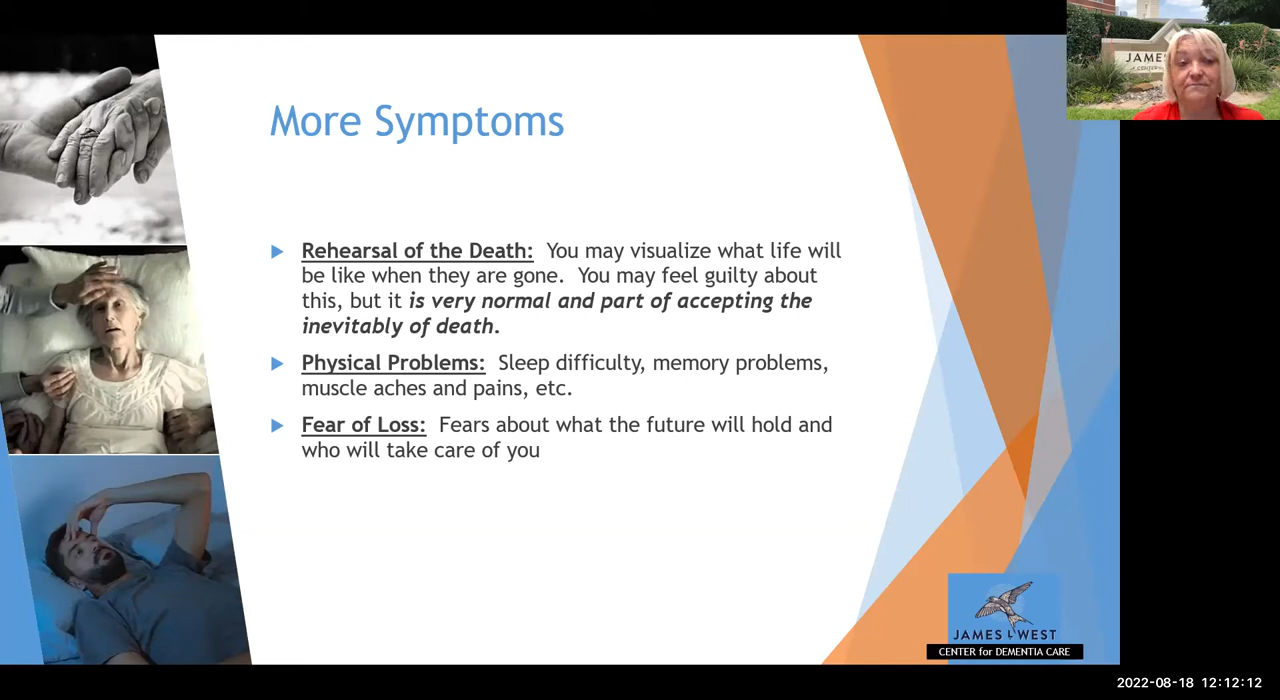 More Symptoms
Rehearsal of the Death: You may visualize what life will
be like when they are gone. You may feel guilty about
this, but it is very normal and part of accepting the
inevitably of death.
Physical Problems: Sleep difficulty, memory problems,
muscle aches and pains, etc.
Fear of Loss: Fears about what the future will hold and
who will take care of you
JAMES L WEST
CENTER for DEMENTIA CARE
2022-08-18 12:12:12